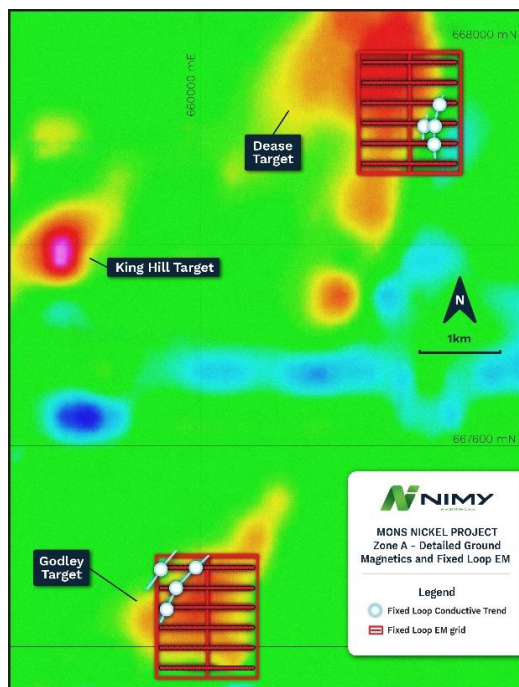 668000 mN
660000 mE
Dease
Target
King Hill Target
N
1km
667600 mN
Godley
Target
NIMY
MONS NICKEL PROJECT
Zone A - Detailed Ground
Magnetics and Fixed Loop EM
Legend
Fixed Loop Conductive Trend
Fixed Loop EM grid